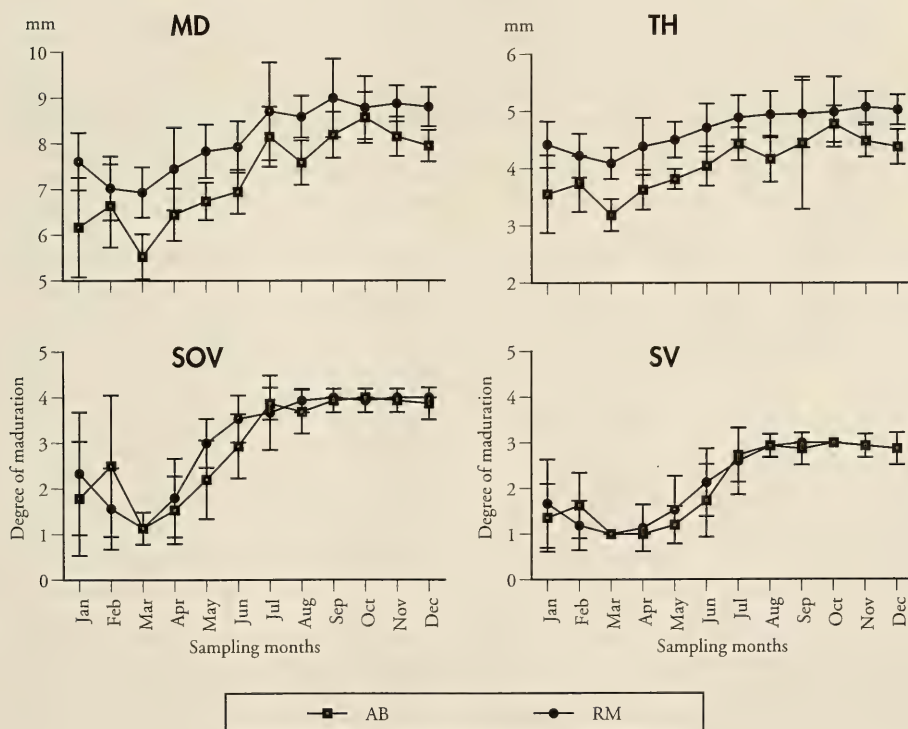 mm
MD
10
9
8
7
6
5
mm
TH
6
5
4
3
2
SOV
Degree of maduration
5
4
3
2
1
0
Jan
Feb
Mar
Apr
May
Jun
Jul
Aug
Sep
Oct
Nov
Dec
Sampling months
SV
Degree of maduration
5
4
3
2
1
0
Jan
Feb
Mar
Apr
May
Jun
Jul
Aug
Sep
Oct
Nov
Dec
Sampling months
AB RM